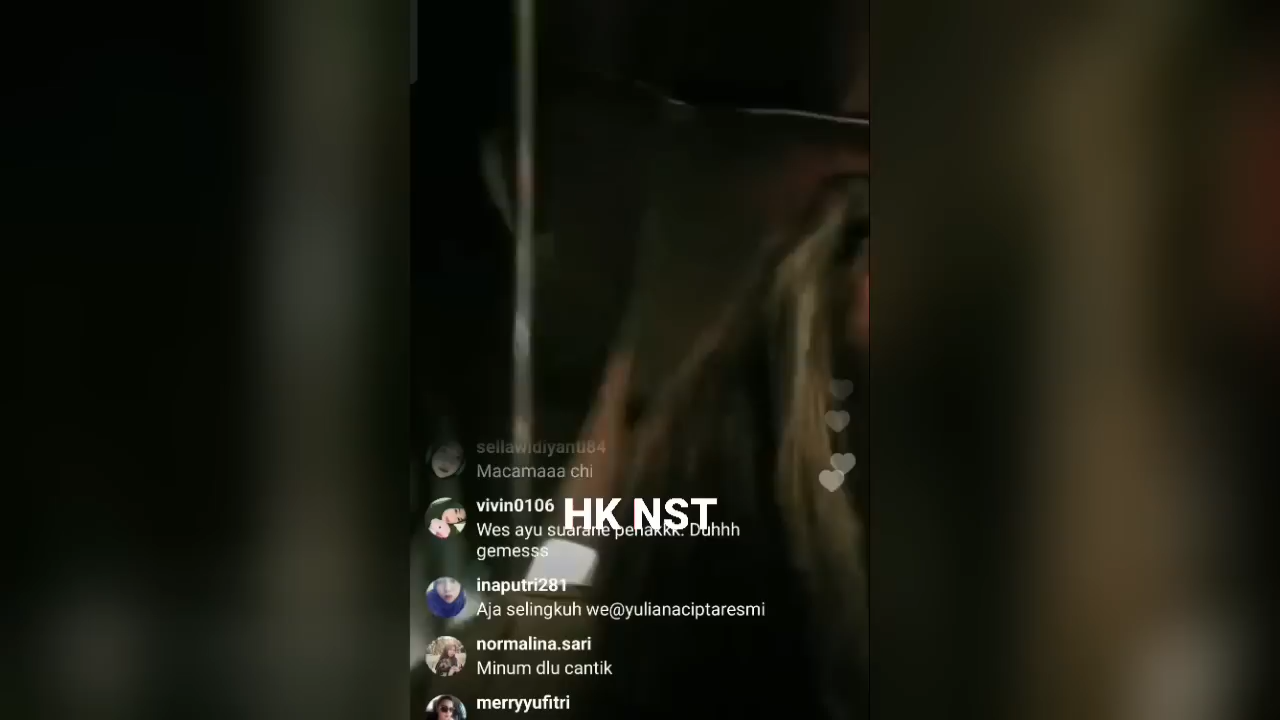 sellawidiyanti84
Macamaaa chi
vivin0106
HK NST
Wes ayu suarane penakkk. Duhhh
gemesss
inaputri281
Aja selingkuh we@yulianaciptaresmi
normalina.sari
Minum dlu cantik
merryyufitri